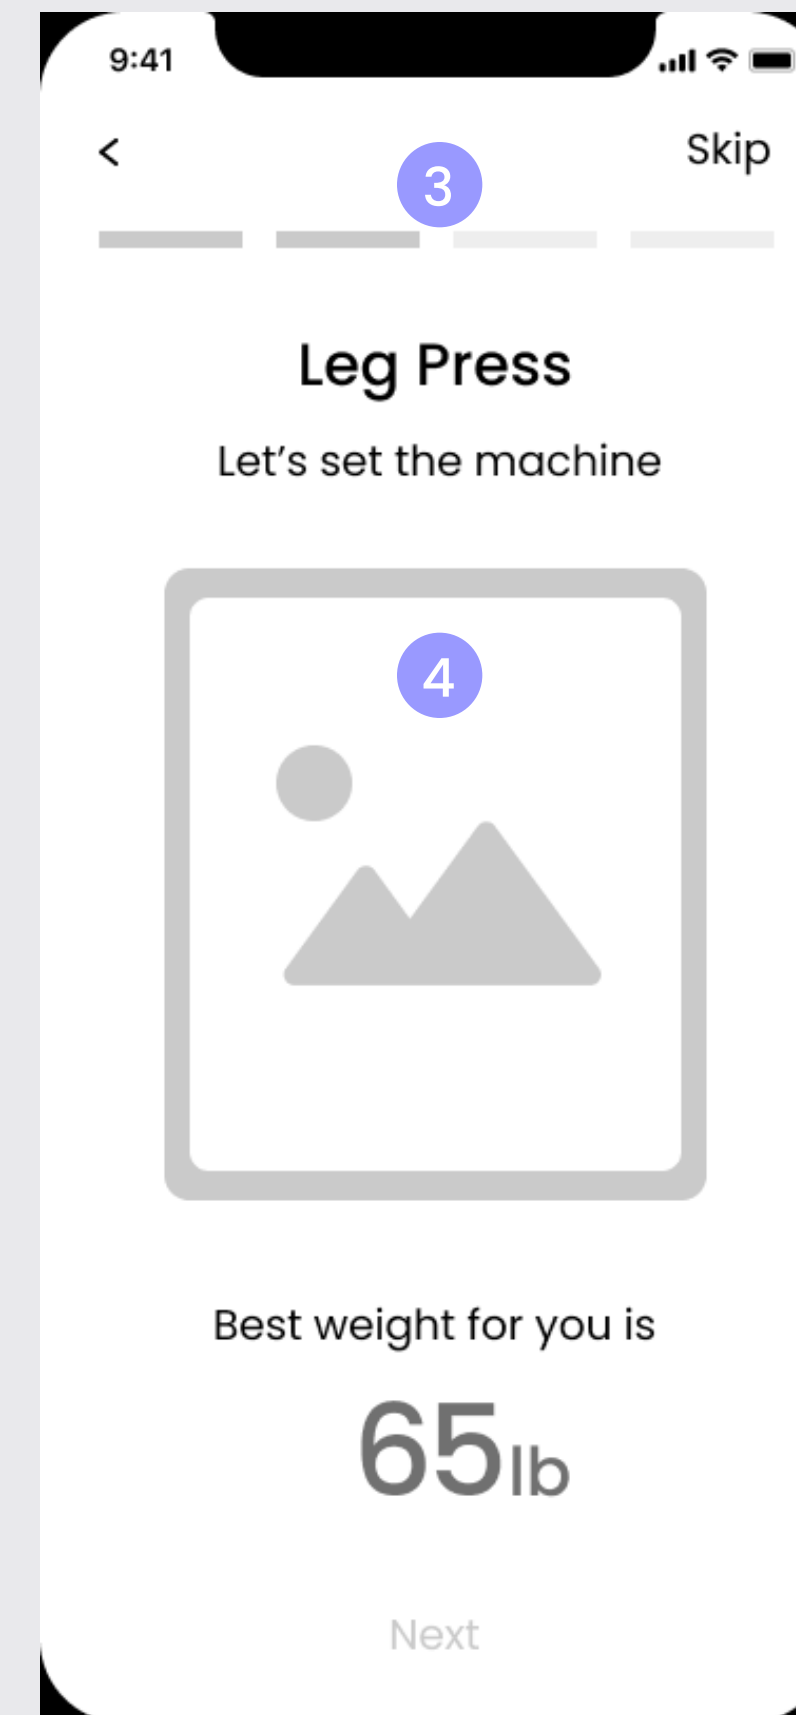 9:41
<
Skip
3
Leg Press
Let’s set the machine
4
Best weight for you is
65lb
Next